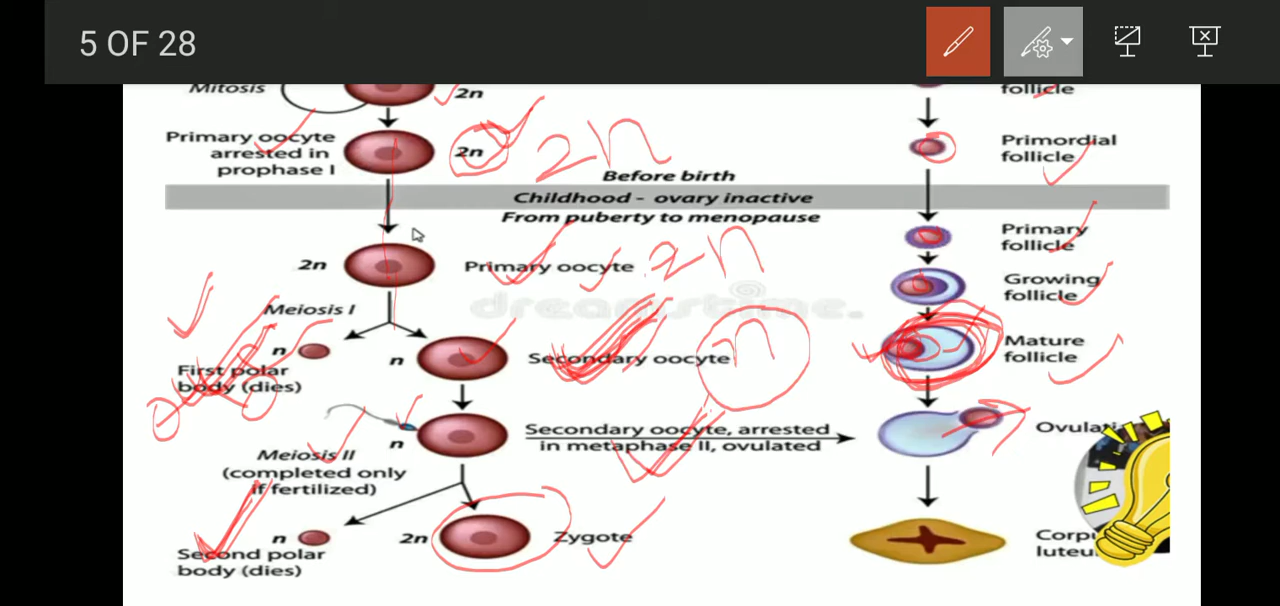 5 OF 28
Mitosis
2n
follicle
Primary oocyte
arrested in
prophase I
2n
2n
Primordial
follicle
Before birth
Childhood - ovary inactive
From puberty to menopause
2n
Primary oocyte
2n
Primary
follicle
Growing
follicle
dreamstime.
Meiosis I
n
First polar
body (dies)
n
Secondary oocyte
n
Mature
follicle
n
Secondary oocyte, arrested
in metaphase II, ovulated
Meiosis II
(completed only
if fertilized)
n
Second polar
body (dies)
2n
Zygote
luteu